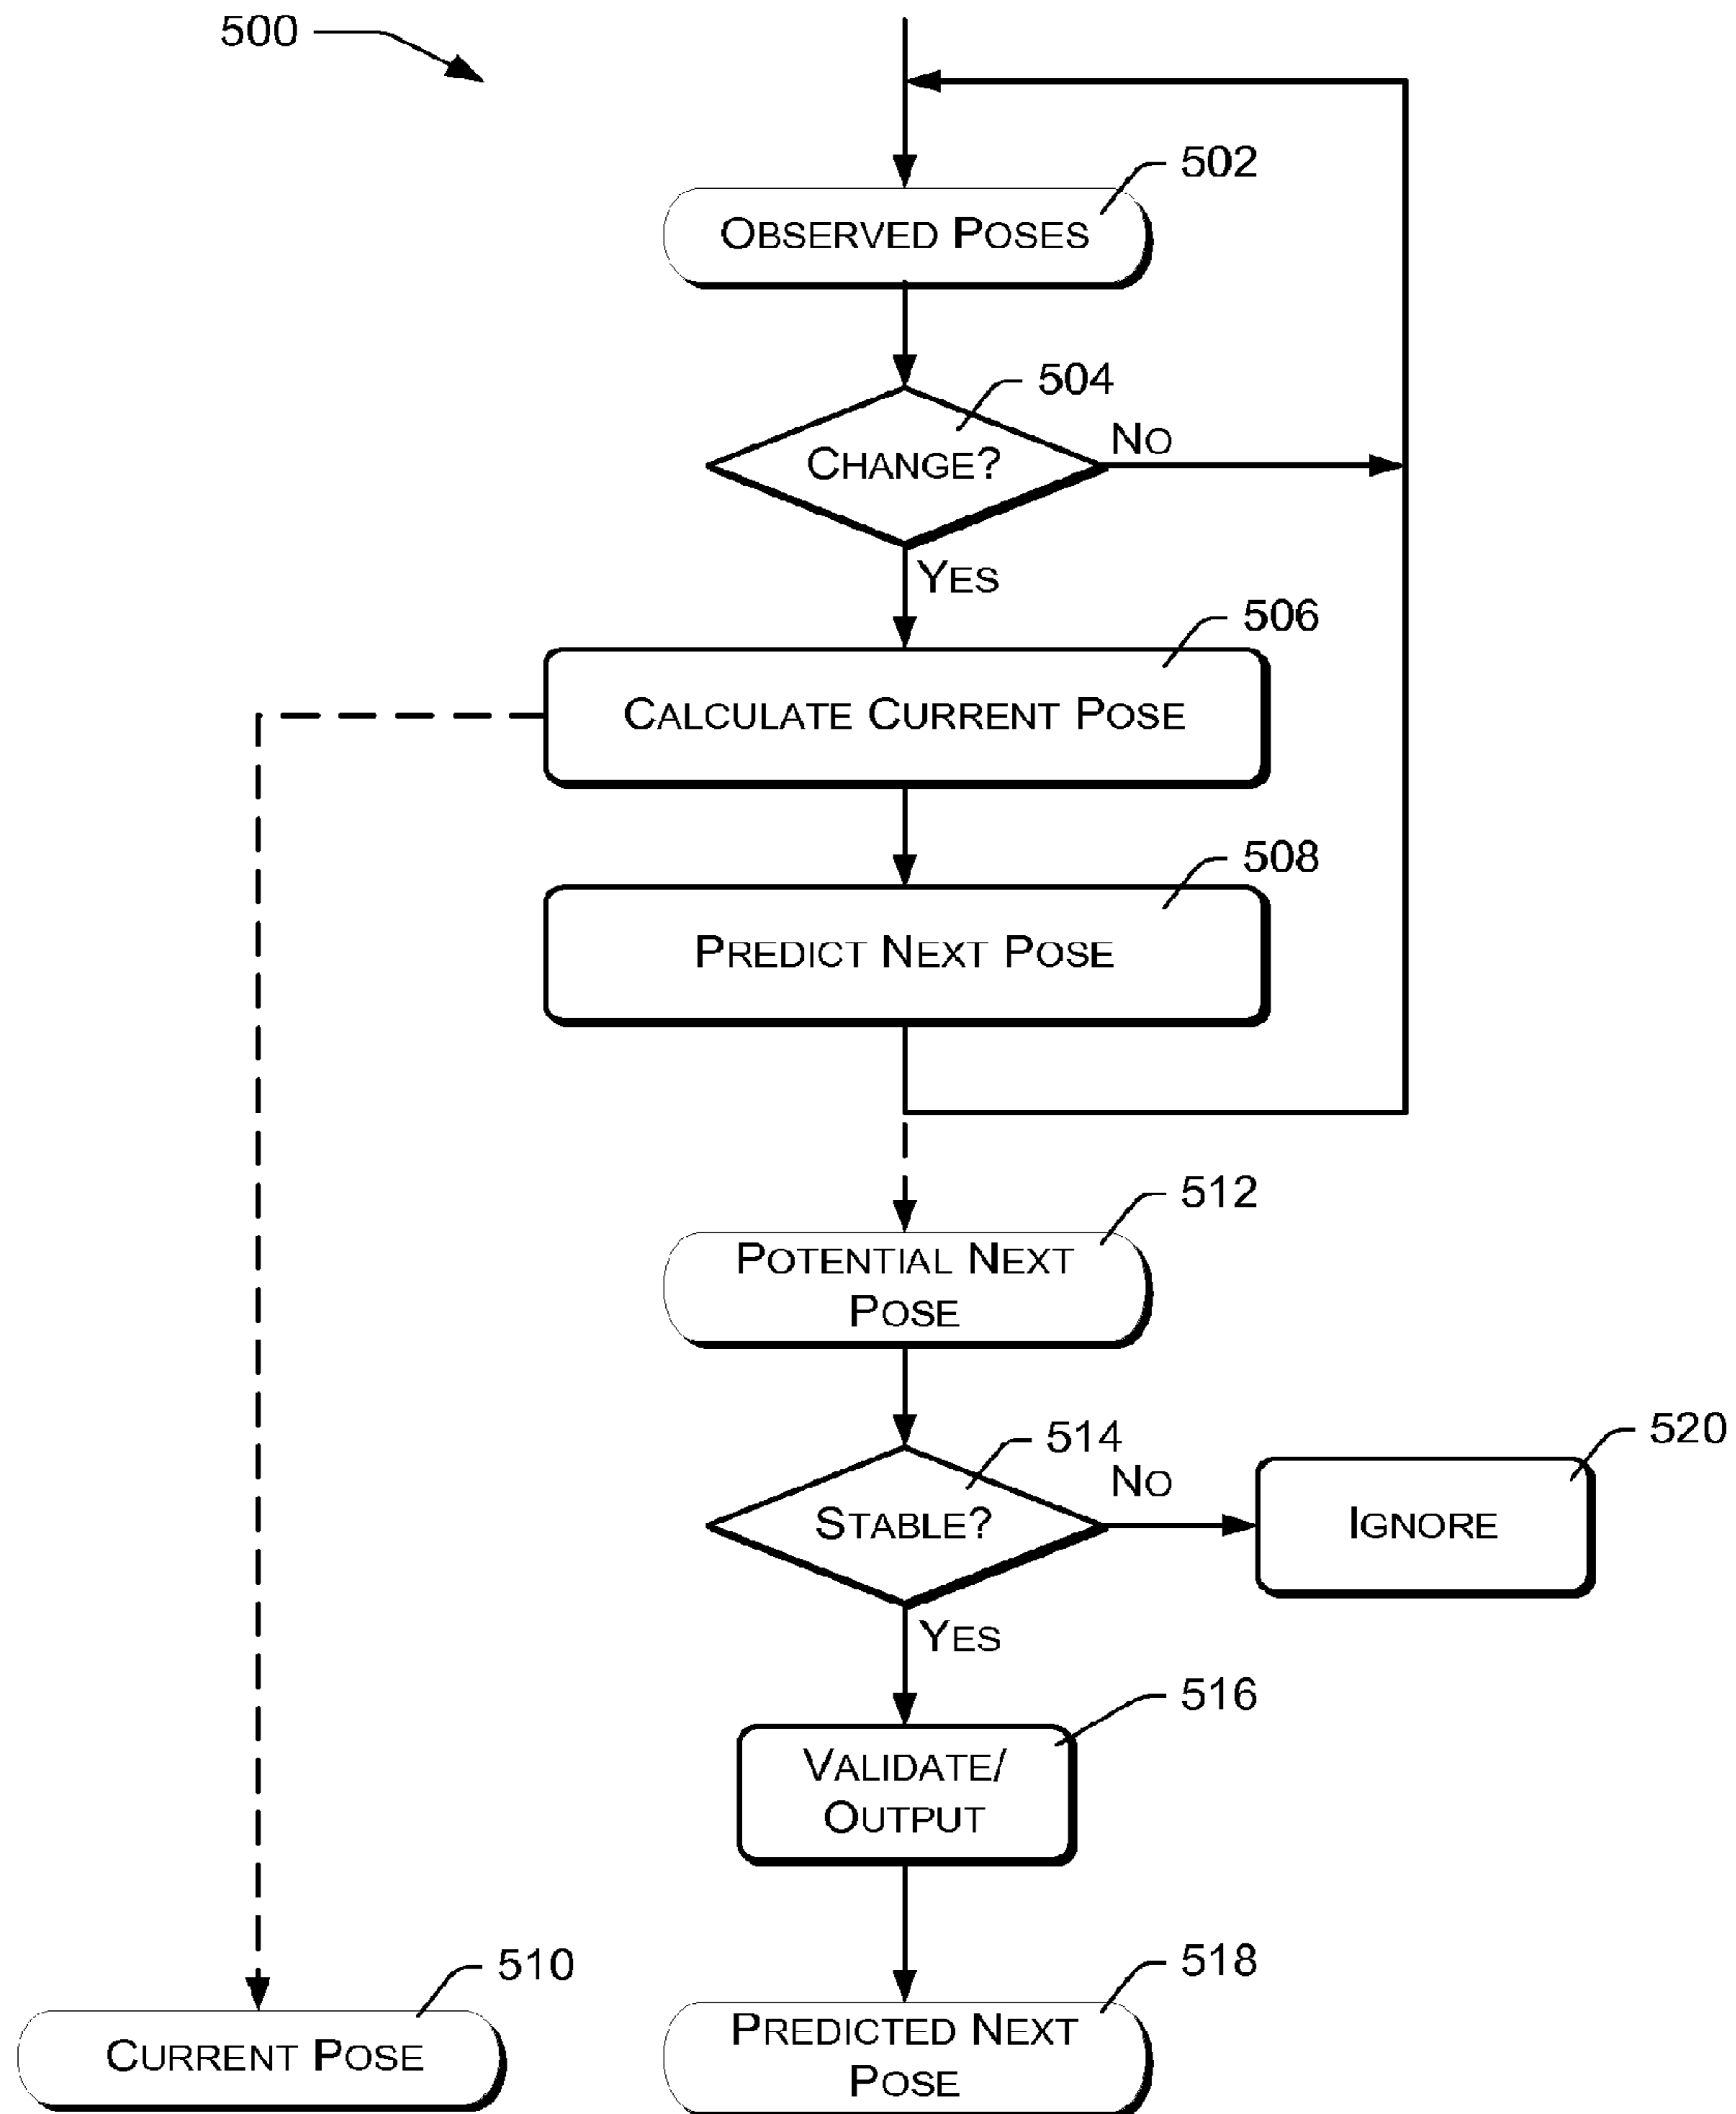 500
502
OBSERVED POSES
504
CHANGE?
NO
YES
506
CALCULATE CURRENT POSE
508
PREDICT NEXT POSE
512
POTENTIAL NEXT
POSE
514
NO
520
STABLE?
IGNORE
YES
516
VALIDATE/
OUTPUT
510
518
CURRENT POSE
PREDICTED NEXT
POSE